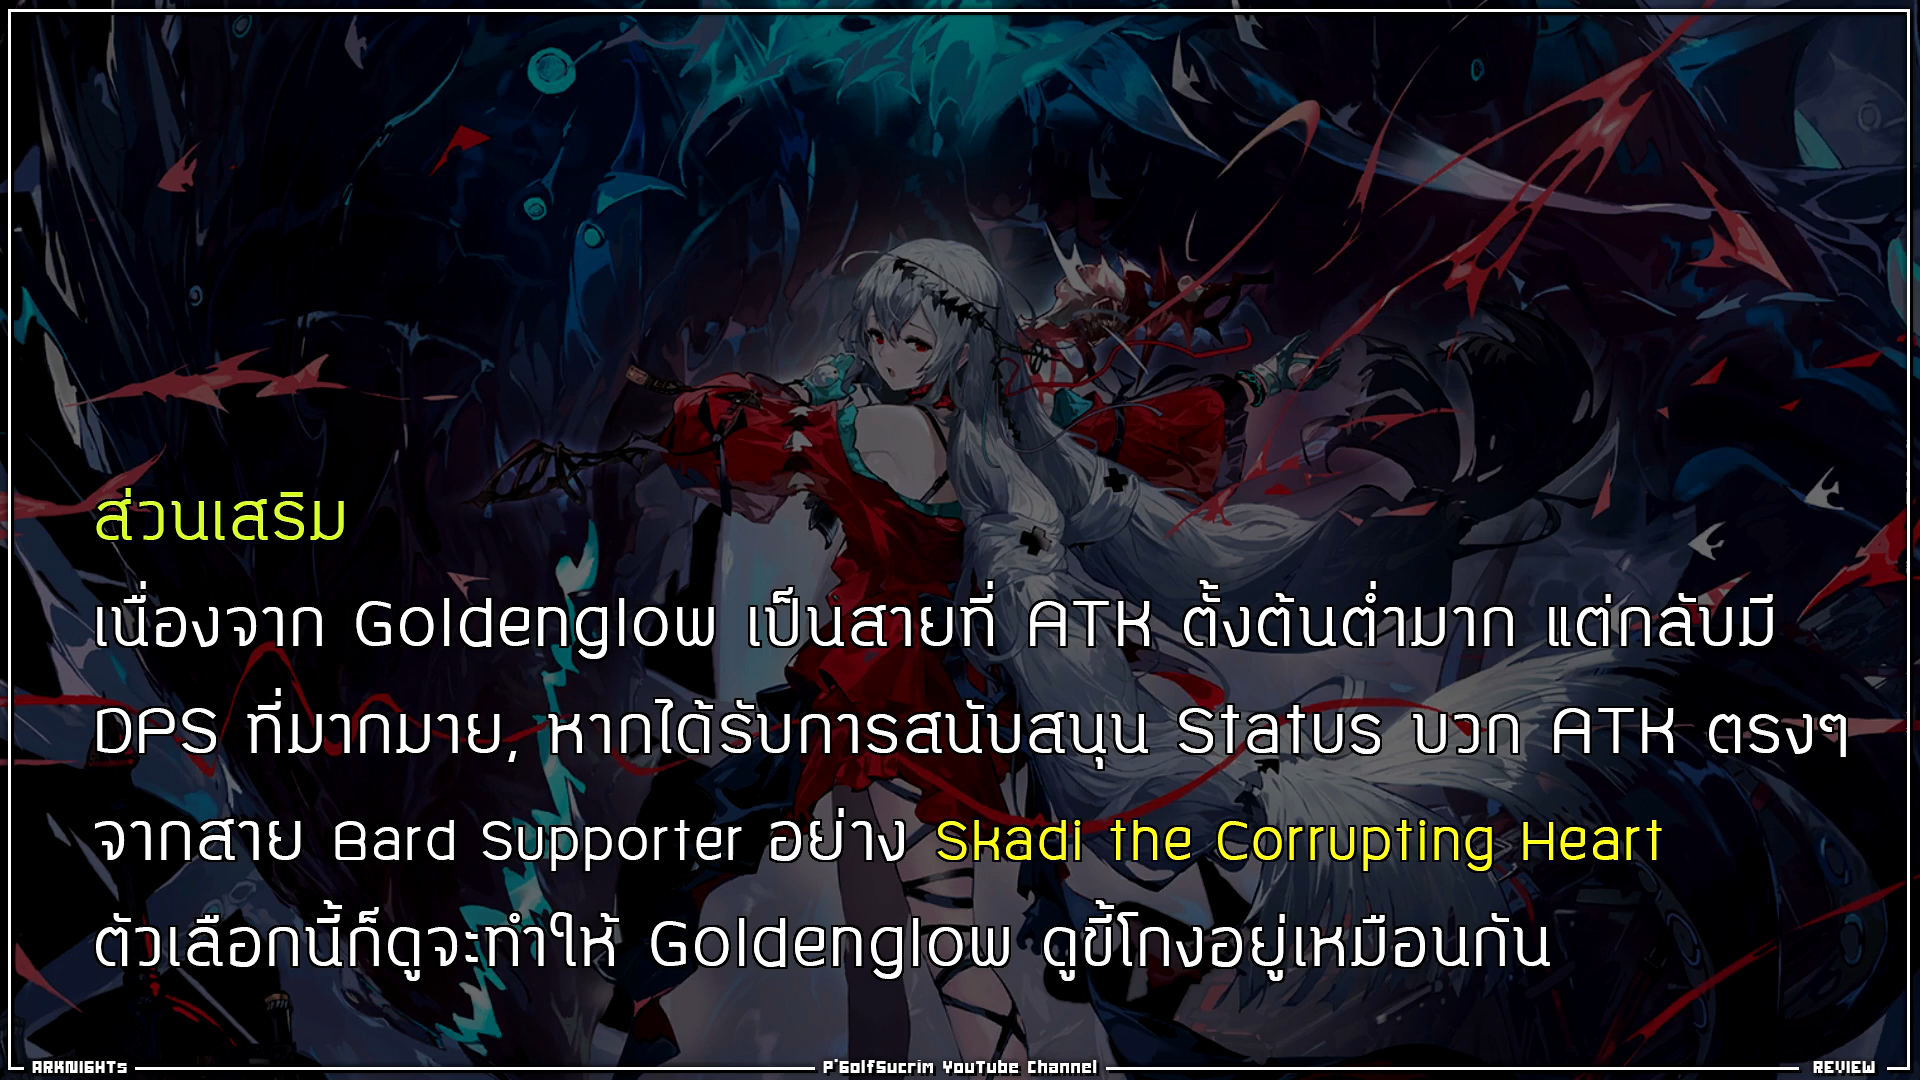 ส่วนเสริม
เนื่องจาก Goldenglow เป็นสายที่ ATK ตั้งต้นต่ำมาก แต่กลับมี
DPS ที่มากมาย, หากได้รับการสนับสนุน Status บวก ATK ตรงๆ
จากสาย Bard Supporter อย่าง Skadi the Corrupting Heart
ตัวเลือกนี้ก็ดูจะทำให้ Goldenglow ดูขี้โกงอยู่เหมือนกัน
ARKNIGHTS
P'GolfSucrim YouTube Channel
REVIEW